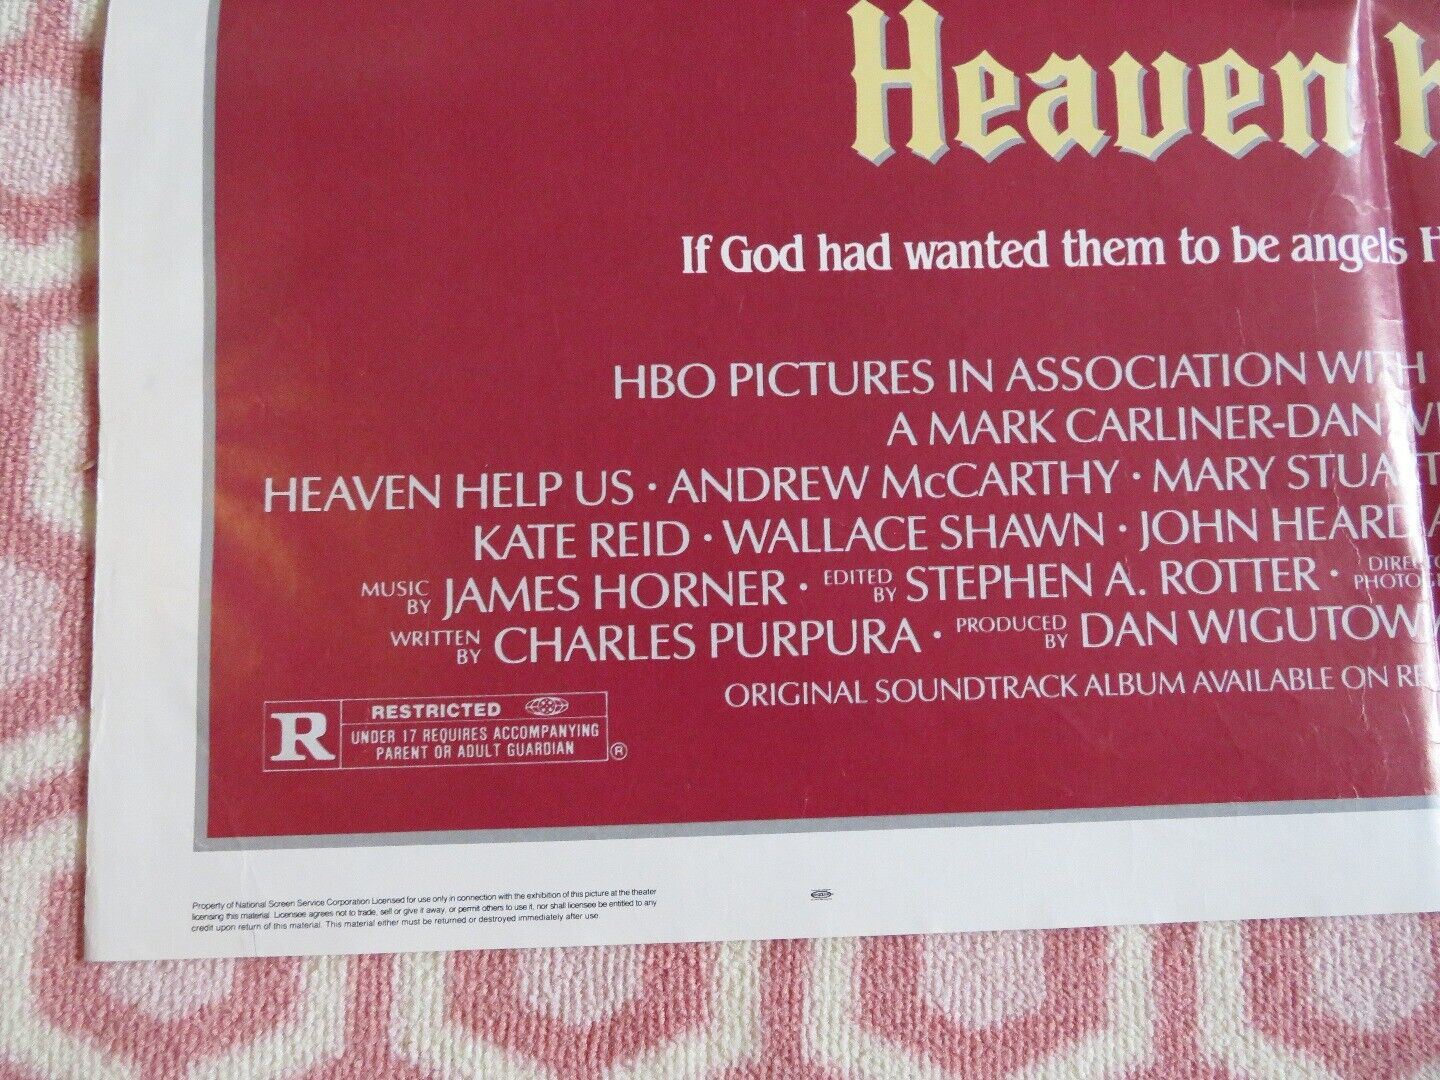 Heaven H
If God had wanted them to be angels H
HBO PICTURES IN ASSOCIATION WITH
A MARK CARLINER-DAN WI
HEAVEN HELP US · ANDREW McCARTHY · MARY STUART
KATE REID · WALLACE SHAWN · JOHN HEARD A
MUSIC BY JAMES HORNER · EDITED BY STEPHEN A. ROTTER · DIRECTO PHOTOG
WRITTEN BY CHARLES PURPURA · PRODUCED BY DAN WIGUTOW
ORIGINAL SOUNDTRACK ALBUM AVAILABLE ON RE
R RESTRICTED
UNDER 17 REQUIRES ACCOMPANYING
PARENT OR ADULT GUARDIAN ®
Property of National Screen Service Corporation Licensed for use only in connection with the exhibition of this picture at the theater
licensing this material. Licensee agrees not to trade, sell or give it away, or permit others to use it, nor shall licensee be entitled to any
credit upon return of this material. This material either must be returned or destroyed immediately after use.